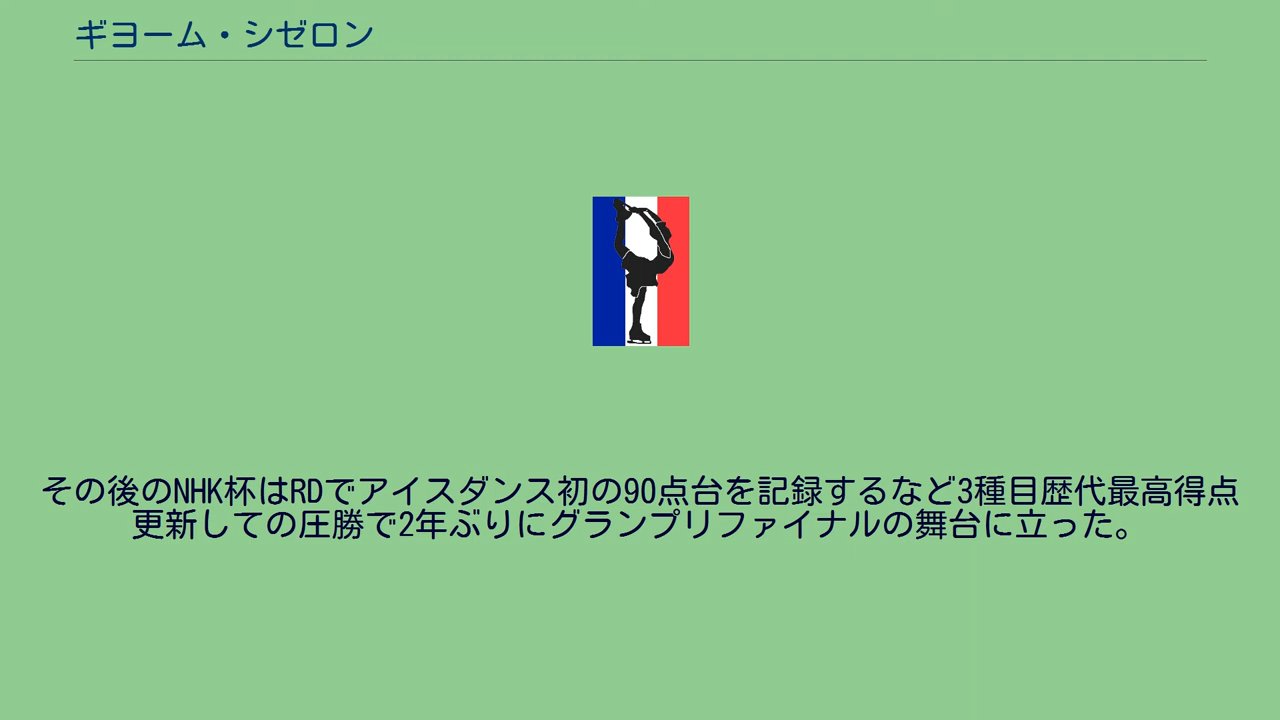 ギヨーム・シゼロン
その後のNHK杯はRDでアイスダンス初の90点台を記録するなど3種目歴代最高得点
更新しての圧勝で2年ぶりにグランプリファイナルの舞台に立った。